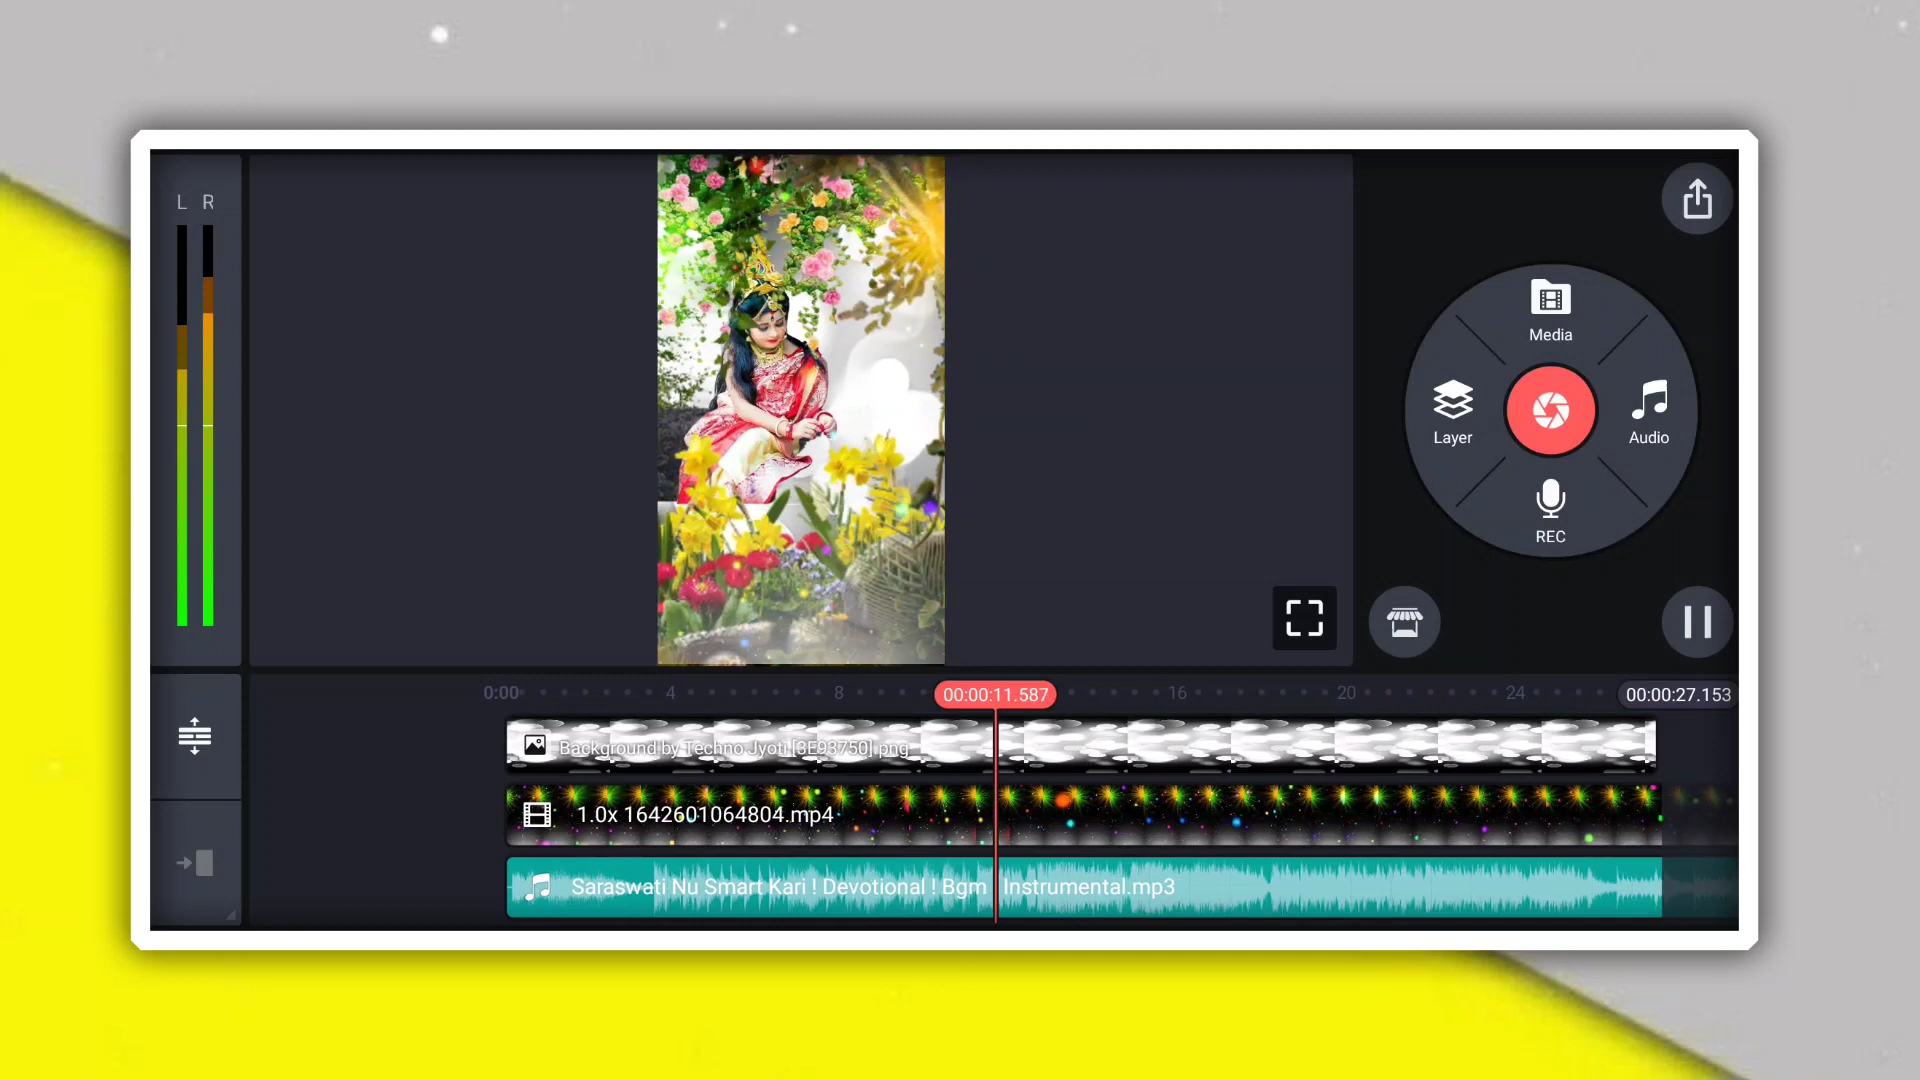 L R
Media
Layer
Audio
REC
0:00 4 8 00:00:11.587 16 20 24 00:00:27.153
Background by Techno Jyoti [3E93750].png
1.0x 1642601064804.mp4
Saraswati Nu Smart Kari ! Devotional ! Bgm Instrumental.mp3